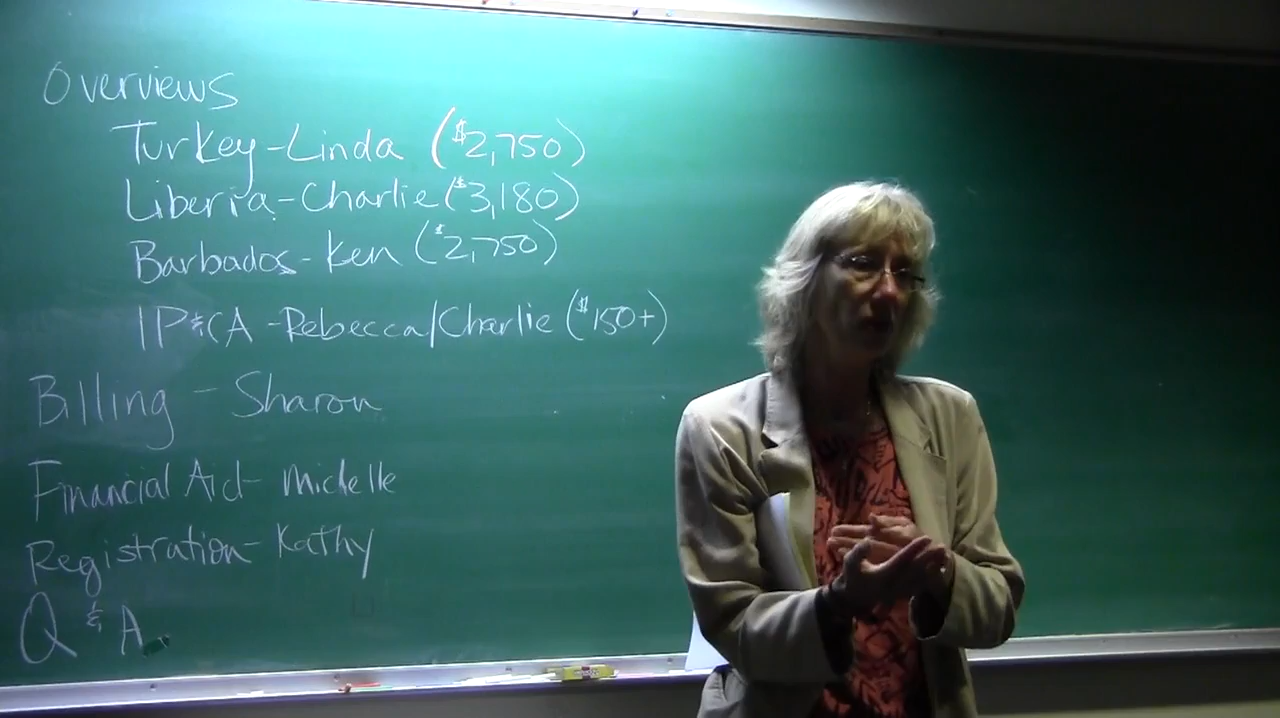 Overviews
Turkey-Linda ($2,750)
Liberia-Charlie ($3,180)
Barbados-Ken ($2,750)
IP&CA-Rebecca/Charlie ($150+)
Billing - Sharon
Financial Aid- Michelle
Registration- Kathy
Q & A